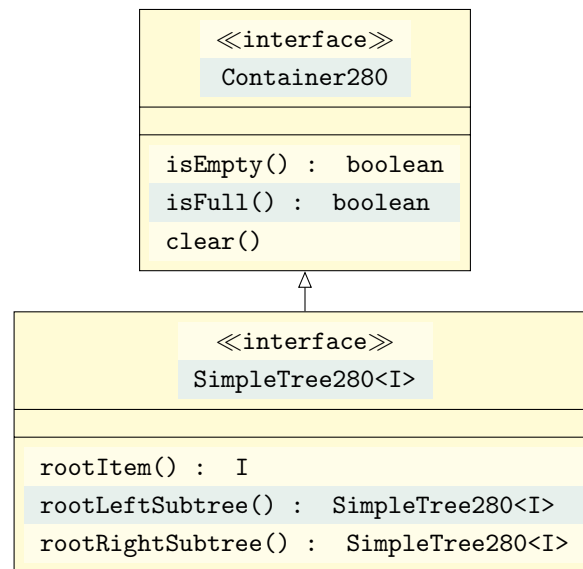 ≪interface≫
Container280
isEmpty() : boolean
isFull() : boolean
clear()
≪interface≫
SimpleTree280<I>
rootItem() : I
rootLeftSubtree() : SimpleTree280<I>
rootRightSubtree() : SimpleTree280<I>